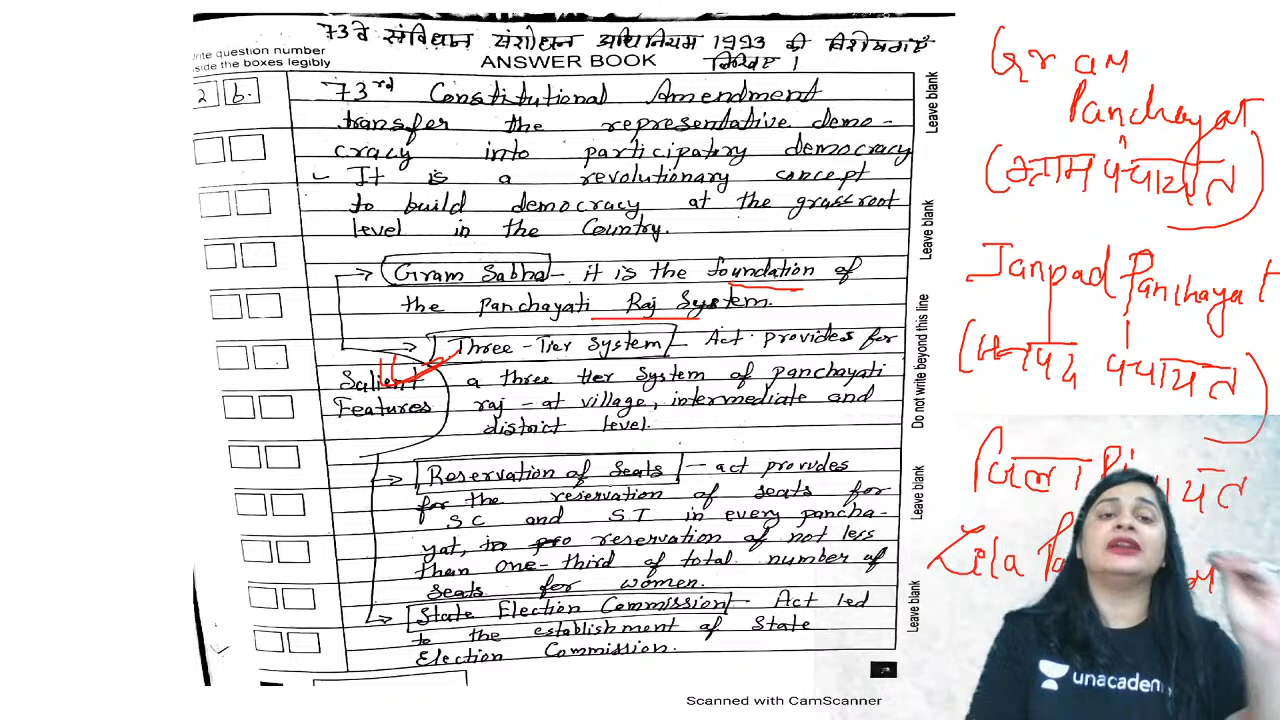 73वे संविधान संशोधन अधिनियम 1993 की विशेषताएँ
लिखिए ।
rite question number
side the boxes legibly
ANSWER BOOK
2 b.
73rd Constitutional Amendment
transfer the representative demo-
cracy into participatery democracy
It is a revolutionary concept
to build democracy at the grassroot
level in the Country.
Gram Sabha - it is the foundation of
the Panchayati Raj System.
Three-Tier System - Act provides for
Salient
Features
a three tier System of Panchayati
raj - at village, intermediate and
district level.
Reservation of Seats - act provides
for the reservation of seats for
SC and ST in every pancha-
yat, reservation of not less
than one-third of total number of
seats for women.
State Election Commission - Act led
to the establishment of State
Election Commission.
Leave blank
Leave blank
Do not write beyond this line
Leave blank
Leave blank
Scanned with CamScanner
Gram
Panchayat
(ग्राम पंचायत)
Janpad Panchayat
(जनपद पंचायत)
जिला
Zila
unacadem